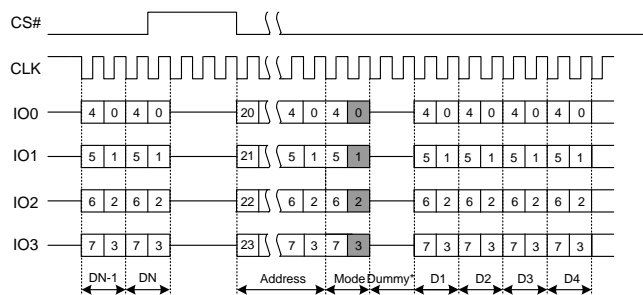 CS#
CLK
IO0 4 0 4 0 20 4 0 4 0 4 0 4 0 4 0 4 0
IO1 5 1 5 1 21 5 1 5 1 5 1 5 1 5 1 5 1
IO2 6 2 6 2 22 6 2 6 2 6 2 6 2 6 2 6 2
IO3 7 3 7 3 23 7 3 7 3 7 3 7 3 7 3 7 3
DN-1 DN Address Mode Dummy* D1 D2 D3 D4